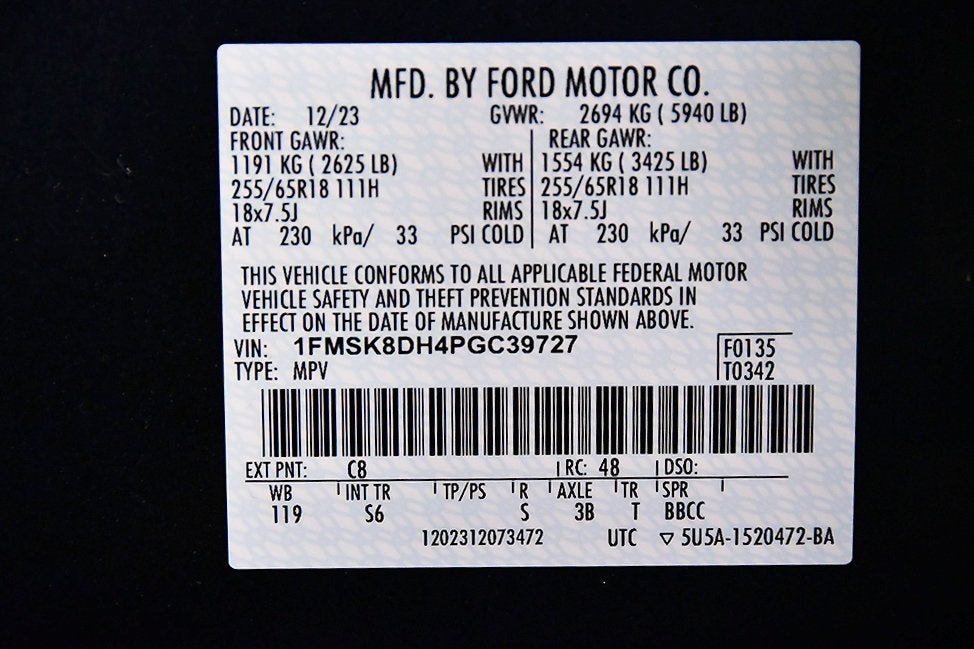 MFD. BY FORD MOTOR CO.
DATE: 12/23 GVWR: 2694 KG ( 5940 LB)
FRONT GAWR: REAR GAWR:
1191 KG ( 2625 LB) WITH 1554 KG ( 3425 LB) WITH
255/65R18 111H TIRES 255/65R18 111H TIRES
18x7.5J RIMS 18x7.5J RIMS
AT 230 kPa/ 33 PSI COLD AT 230 kPa/ 33 PSI COLD
THIS VEHICLE CONFORMS TO ALL APPLICABLE FEDERAL MOTOR
VEHICLE SAFETY AND THEFT PREVENTION STANDARDS IN
EFFECT ON THE DATE OF MANUFACTURE SHOWN ABOVE.
VIN: 1FMSK8DH4PGC39727 F0135
TYPE: MPV T0342
EXT PNT: C8 RC: 48 DSO:
WB INT TR TP/PS R AXLE TR SPR
119 S6 S 3B T BBCC
1202312073472 UTC ▽ 5U5A-1520472-BA